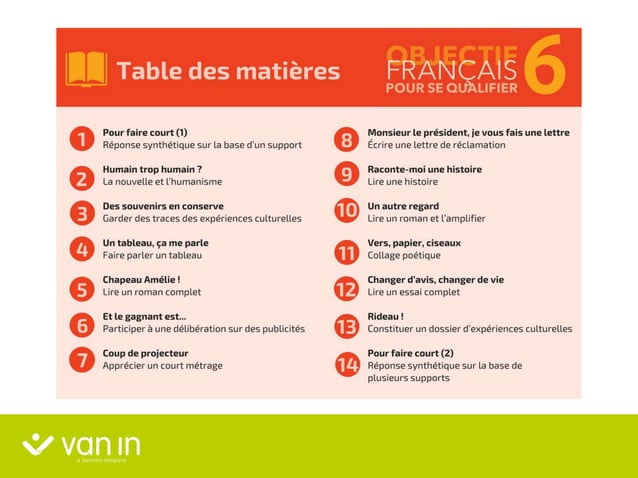 Table des matières
OBJECTIF
FRANÇAIS
POUR SE QUALIFIER
6
1
Pour faire court (1)
Réponse synthétique sur la base d'un support
2
Humain trop humain ?
La nouvelle et l'humanisme
3
Des souvenirs en conserve
Garder des traces des expériences culturelles
4
Un tableau, ça me parle
Faire parler un tableau
5
Chapeau Amélie !
Lire un roman complet
6
Et le gagnant est...
Participer à une délibération sur des publicités
7
Coup de projecteur
Apprécier un court métrage
8
Monsieur le président, je vous fais une lettre
Écrire une lettre de réclamation
9
Raconte-moi une histoire
Lire une histoire
10
Un autre regard
Lire un roman et l'amplifier
11
Vers, papier, ciseaux
Collage poétique
12
Changer d'avis, changer de vie
Lire un essai complet
13
Rideau !
Constituer un dossier d'expériences culturelles
14
Pour faire court (2)
Réponse synthétique sur la base de
plusieurs supports
van in
a Sanoma company